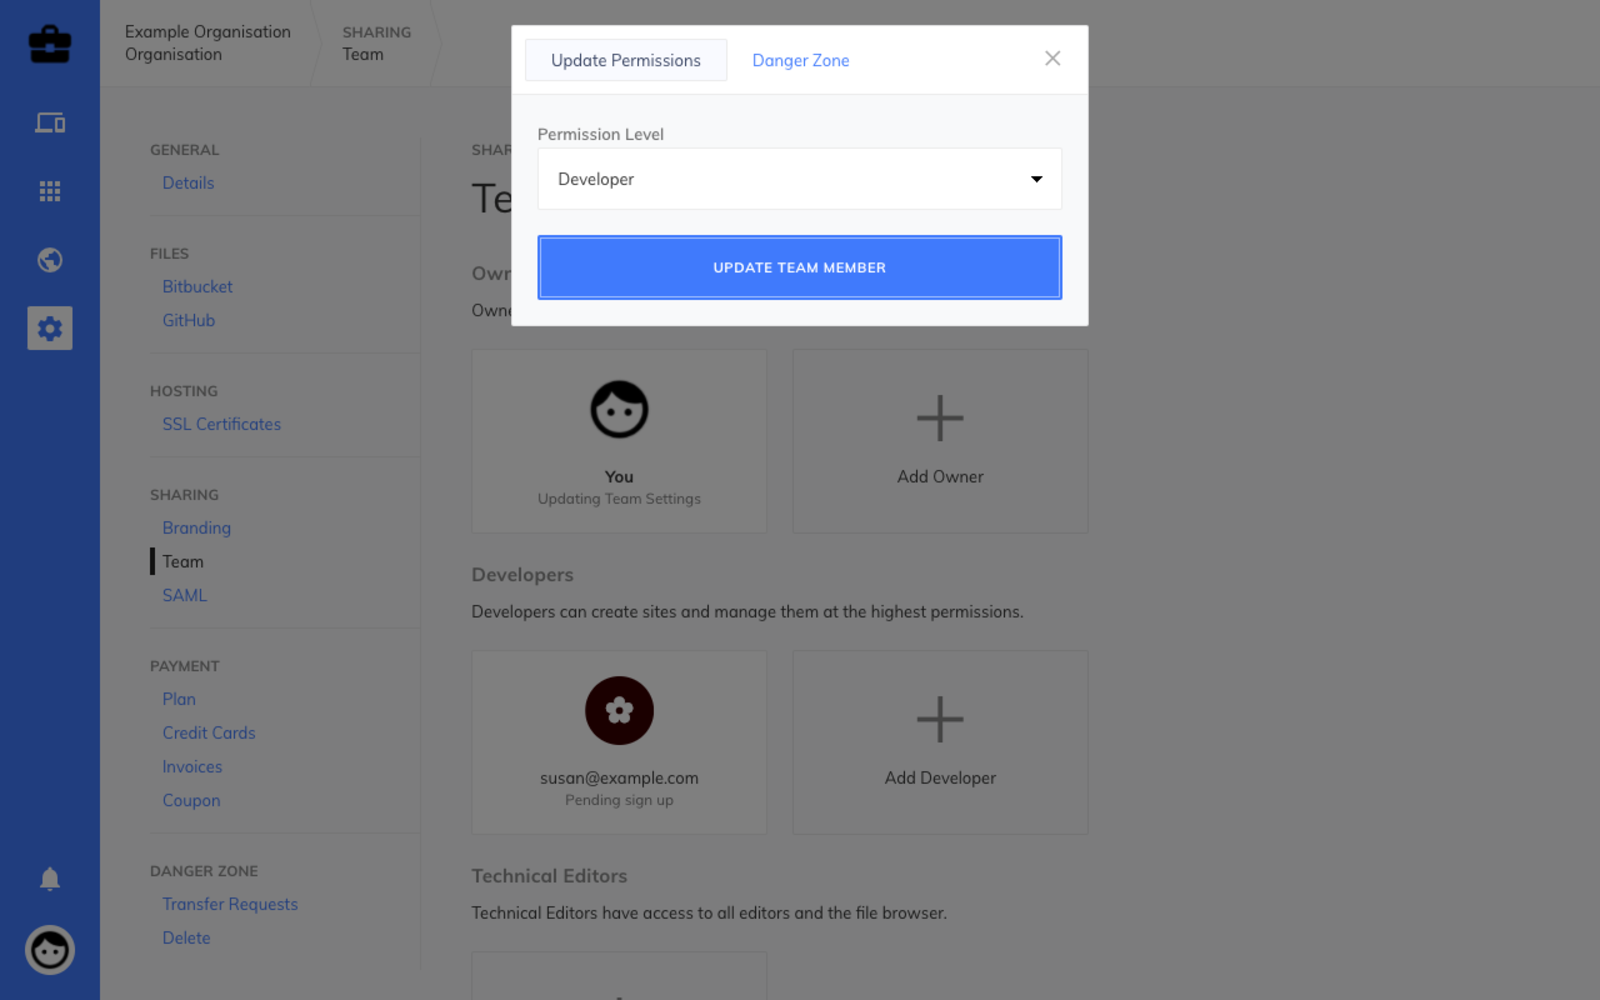 Example Organisation
Organisation
SHARING
Team
Update Permissions
Danger Zone
Permission Level
Developer
UPDATE TEAM MEMBER
GENERAL
Details
FILES
Bitbucket
GitHub
HOSTING
SSL Certificates
SHARING
Branding
Team
SAML
PAYMENT
Plan
Credit Cards
Invoices
Coupon
DANGER ZONE
Transfer Requests
Delete
SHAR
Te
Own
Owne
You
Updating Team Settings
Add Owner
Developers
Developers can create sites and manage them at the highest permissions.
susan@example.com
Pending sign up
Add Developer
Technical Editors
Technical Editors have access to all editors and the file browser.